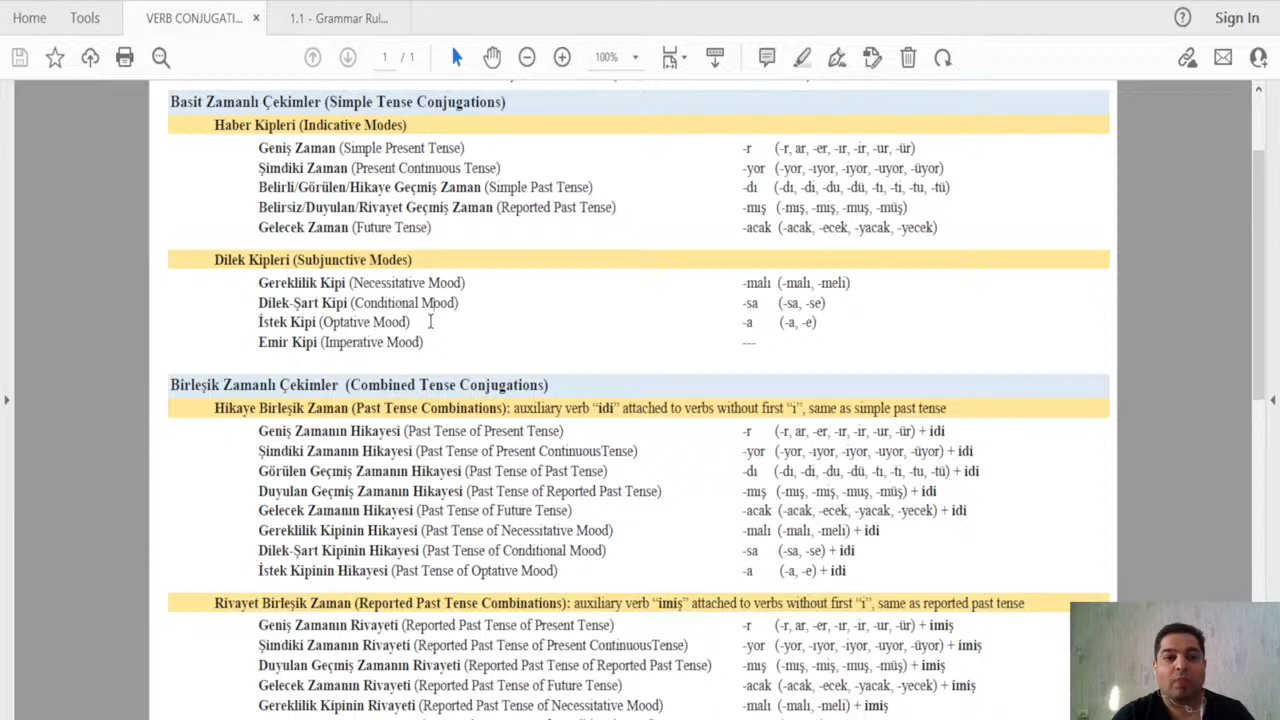 Home Tools VERB CONJUGATI... × 1.1 - Grammar Rul... Sign In
1 / 1 100%
Basit Zamanlı Çekimler (Simple Tense Conjugations)
Haber Kipleri (Indicative Modes)
Geniş Zaman (Simple Present Tense) -r (-r, ar, -er, -ır, -ir, -ur, -ür)
Şimdiki Zaman (Present Continuous Tense) -yor (-yor, -ıyor, -iyor, -uyor, -üyor)
Belirli/Görülen/Hikaye Geçmiş Zaman (Simple Past Tense) -dı (-dı, -di, -du, -dü, -tı, -ti, -tu, -tü)
Belirsiz/Duyulan/Rivayet Geçmiş Zaman (Reported Past Tense) -mış (-mış, -mış, -muş, -müş)
Gelecek Zaman (Future Tense) -acak (-acak, -ecek, -yacak, -yecek)
Dilek Kipleri (Subjunctive Modes)
Gereklilik Kipi (Necessitative Mood) -malı (-malı, -meli)
Dilek-Şart Kipi (Conditional Mood) -sa (-sa, -se)
İstek Kipi (Optative Mood) -a (-a, -e)
Emir Kipi (Imperative Mood) ---
Birleşik Zamanlı Çekimler (Combined Tense Conjugations)
Hikaye Birleşik Zaman (Past Tense Combinations): auxiliary verb “idi” attached to verbs without first “i”, same as simple past tense
Geniş Zamanın Hikayesi (Past Tense of Present Tense) -r (-r, ar, -er, -ır, -ir, -ur, -ür) + idi
Şimdiki Zamanın Hikayesi (Past Tense of Present ContinuousTense) -yor (-yor, -ıyor, -iyor, -uyor, -üyor) + idi
Görülen Geçmiş Zamanın Hikayesi (Past Tense of Past Tense) -dı (-dı, -di, -du, -dü, -tı, -ti, -tu, -tü) + idi
Duyulan Geçmiş Zamanın Hikayesi (Past Tense of Reported Past Tense) -mış (-mış, -miş, -muş, -müş) + idi
Gelecek Zamanın Hikayesi (Past Tense of Future Tense) -acak (-acak, -ecek, -yacak, -yecek) + idi
Gereklilik Kipinin Hikayesi (Past Tense of Necessitative Mood) -malı (-malı, -meli) + idi
Dilek-Şart Kipinin Hikayesi (Past Tense of Conditional Mood) -sa (-sa, -se) + idi
İstek Kipinin Hikayesi (Past Tense of Optative Mood) -a (-a, -e) + idi
Rivayet Birleşik Zaman (Reported Past Tense Combinations): auxiliary verb “imiş” attached to verbs without first “i”, same as reported past tense
Geniş Zamanın Rivayeti (Reported Past Tense of Present Tense) -r (-r, ar, -er, -ır, -ir, -ur, -ür) + imiş
Şimdiki Zamanın Rivayeti (Reported Past Tense of Present ContinuousTense) -yor (-yor, -ıyor, -iyor, -uyor, -üyor) + imiş
Duyulan Geçmiş Zamanın Rivayeti (Reported Past Tense of Reported Past Tense) -mış (-mış, -miş, -muş, -müş) + imiş
Gelecek Zamanın Rivayeti (Reported Past Tense of Future Tense) -acak (-acak, -ecek, -yacak, -yecek) + imiş
Gereklilik Kipinin Rivayeti (Reported Past Tense of Necessitative Mood) -malı (-malı, -meli) + imiş